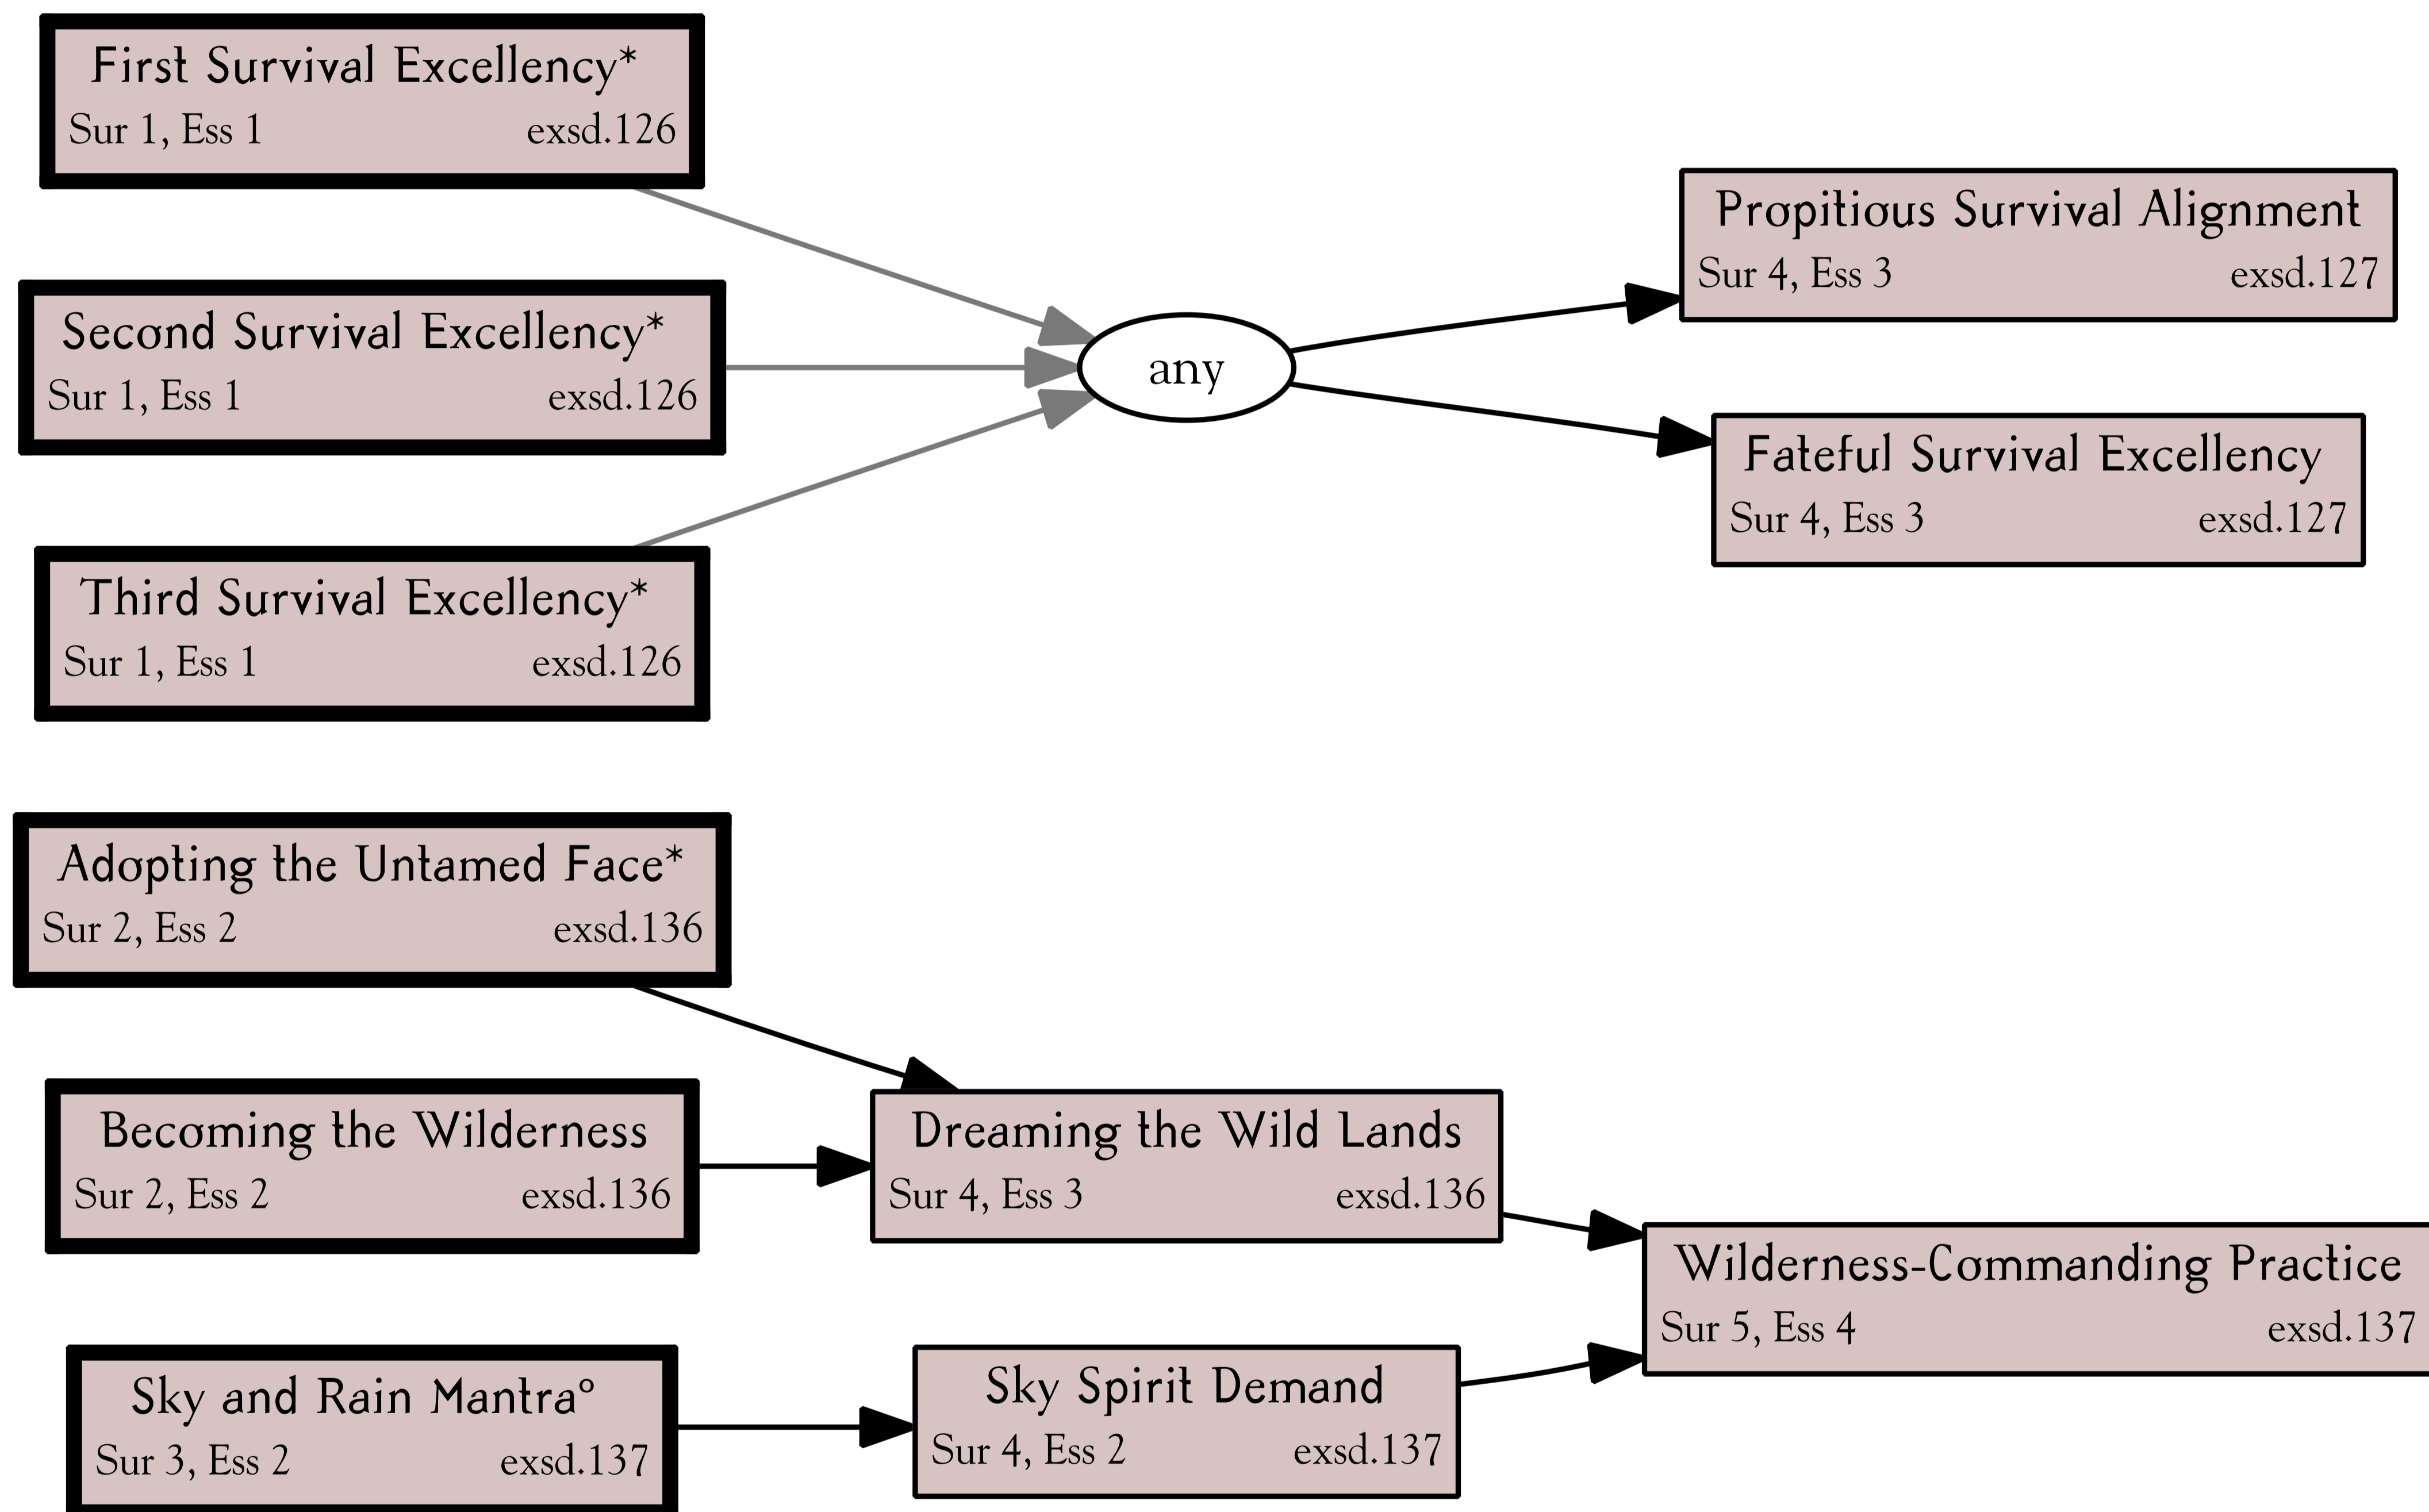 First Survival Excellency*
Sur 1, Ess 1 exsd.126
Second Survival Excellency*
Sur 1, Ess 1 exsd.126
Third Survival Excellency*
Sur 1, Ess 1 exsd.126
any
Propitious Survival Alignment
Sur 4, Ess 3 exsd.127
Fateful Survival Excellency
Sur 4, Ess 3 exsd.127
Adopting the Untamed Face*
Sur 2, Ess 2 exsd.136
Becoming the Wilderness
Sur 2, Ess 2 exsd.136
Dreaming the Wild Lands
Sur 4, Ess 3 exsd.136
Wilderness-Commanding Practice
Sur 5, Ess 4 exsd.137
Sky and Rain Mantraº
Sur 3, Ess 2 exsd.137
Sky Spirit Demand
Sur 4, Ess 2 exsd.137